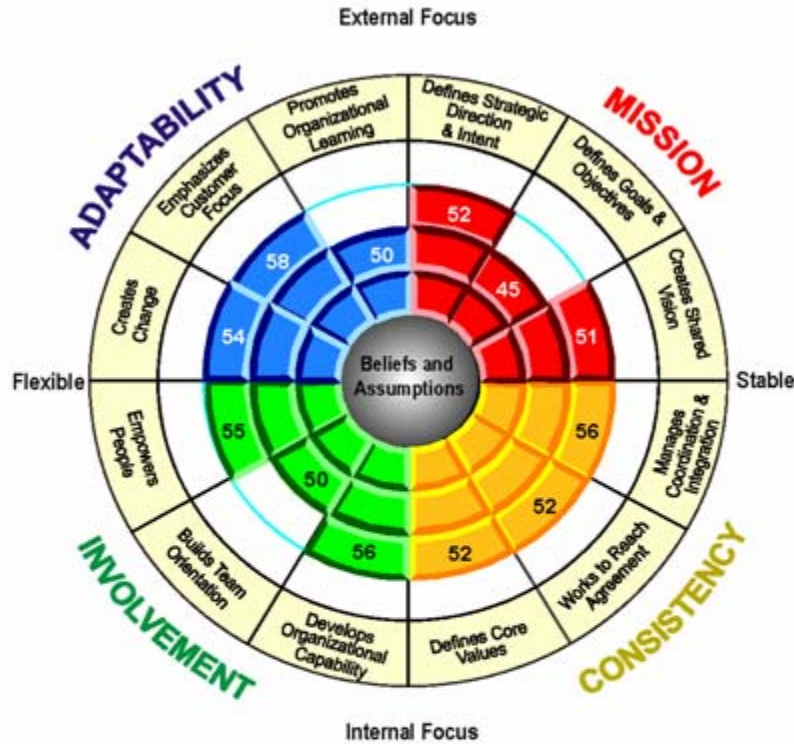 External Focus
ADAPTABILITY
MISSION
Promotes
Organizational
Learning
Defines Strategic
Direction
& Intent
Emphasizes
Customer
Focus
Defines Goals &
Objectives
Creates
Change
Creates Shared
Vision
52
50
58
45
54
51
Beliefs and
Assumptions
Flexible
Stable
55
56
50
52
56
52
Empowers
People
Manages
Coordination &
Integration
Builds Team
Orientation
Works to Reach
Agreement
Develops
Organizational
Capability
Defines Core
Values
INVOLVEMENT
CONSISTENCY
Internal Focus